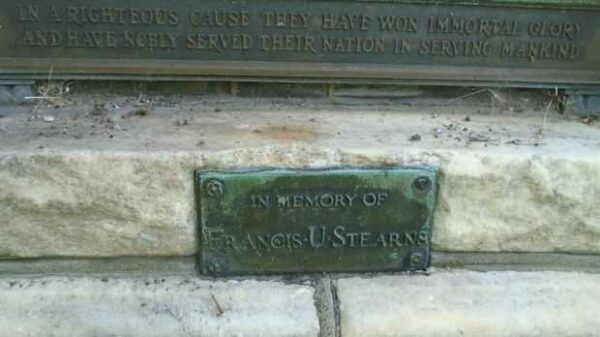 IN A RIGHTEOUS CAUSE THEY HAVE WON IMMORTAL GLORY
AND HAVE NOBLY SERVED THEIR NATION IN SERVING MANKIND
IN MEMORY OF
FRANCIS·U·STEARNS